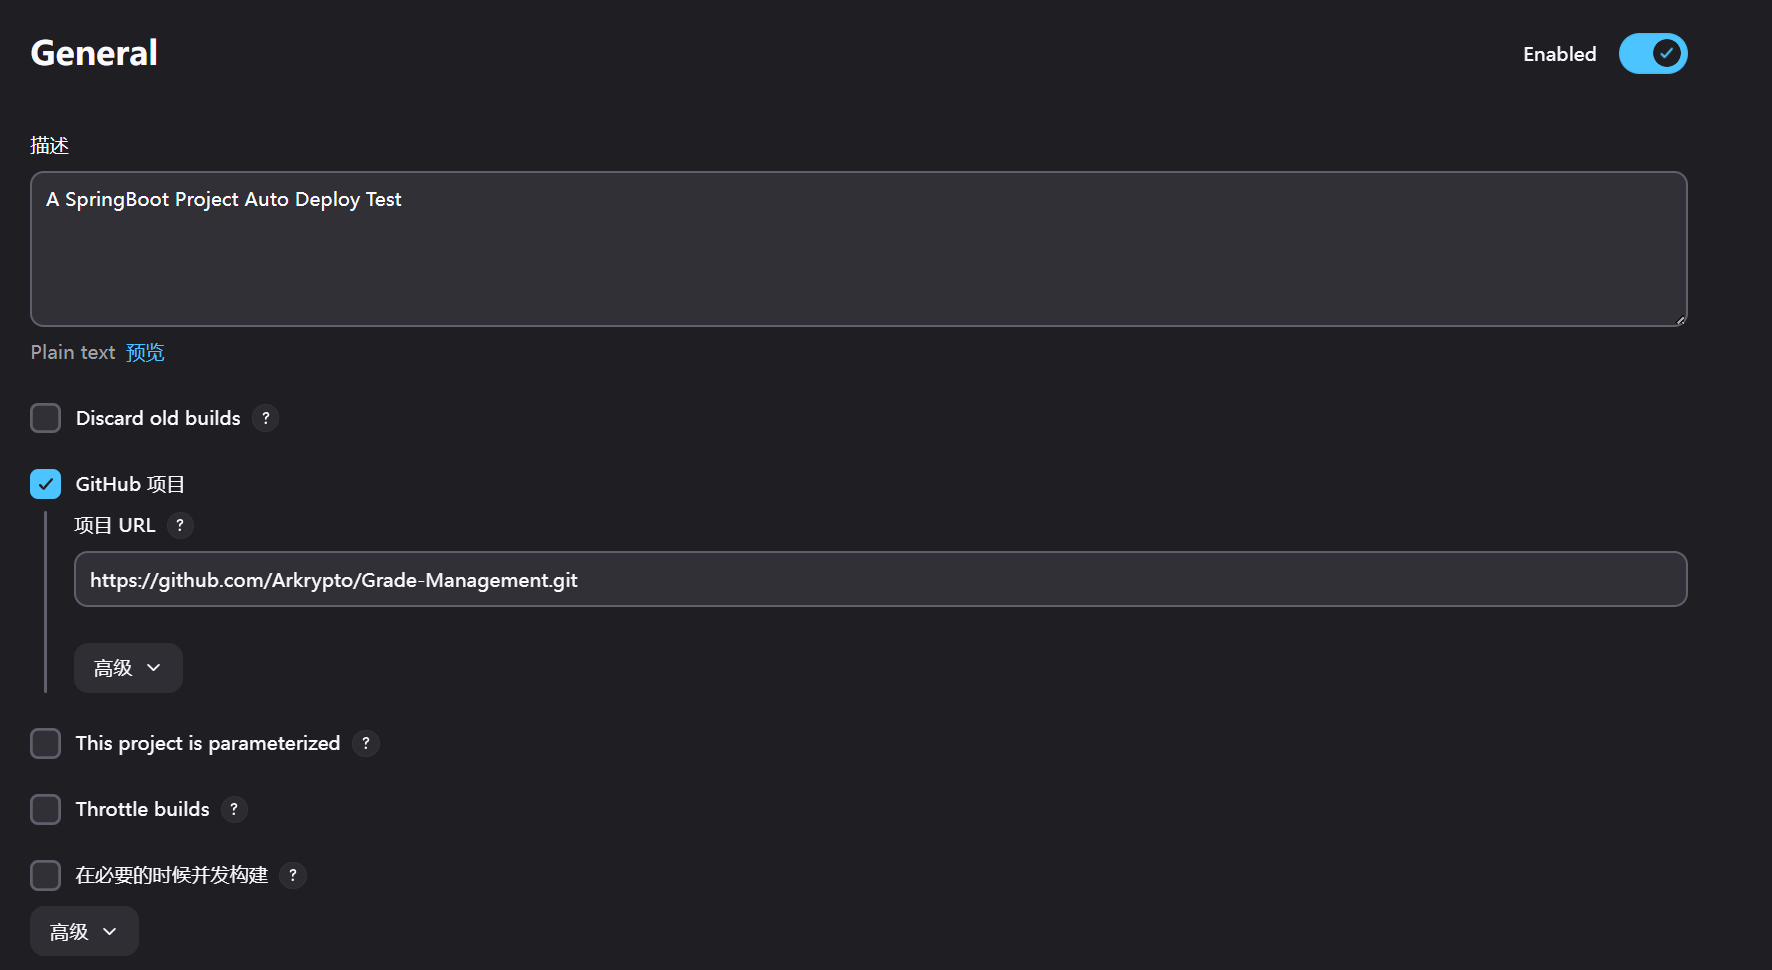 General
Enabled
描述
A SpringBoot Project Auto Deploy Test
Plain text 预览
Discard old builds ?
GitHub 项目
项目 URL ?
https://github.com/Arkrypto/Grade-Management.git
高级
This project is parameterized ?
Throttle builds ?
在必要的时候并发构建 ?
高级